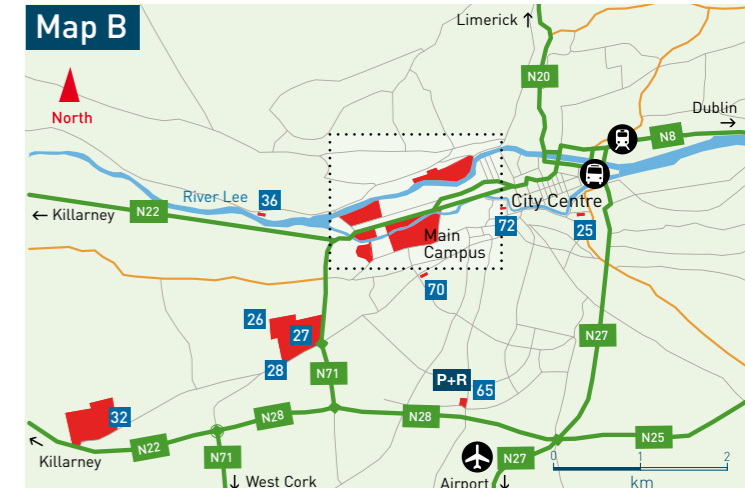 Map B
Limerick
N20
Dublin
N8
North
River Lee
36
Killarney
N22
City Centre
72
25
Main
Campus
70
26
27
28
N27
N71
P+R
65
32
N28
N28
N22
N71
N25
N27
Killarney
West Cork
Airport
0
1
2
km